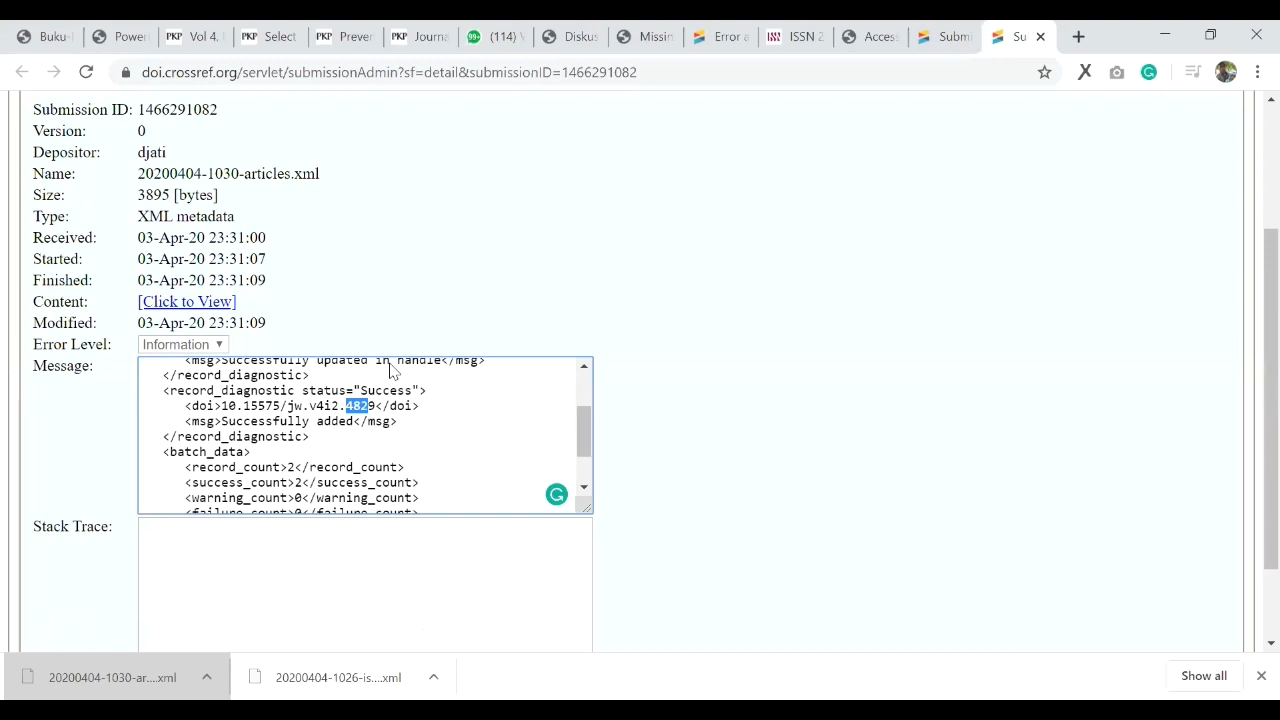 Buku-
Power
PKP Vol 4.
PKP Select
PKP Prever
PKP Journa
99+ (114)
Diskus
Missin
Error a
ISSN 2
Access
Submi
Su
doi.crossref.org/servlet/submissionAdmin?sf=detail&submissionID=1466291082
Submission ID: 1466291082
Version: 0
Depositor: djati
Name: 20200404-1030-articles.xml
Size: 3895 [bytes]
Type: XML metadata
Received: 03-Apr-20 23:31:00
Started: 03-Apr-20 23:31:07
Finished: 03-Apr-20 23:31:09
Content: [Click to View]
Modified: 03-Apr-20 23:31:09
Error Level: Information
Message:
<msg>Successfully updated in handle</msg>
</record_diagnostic>
<record_diagnostic status="Success">
<doi>10.15575/jw.v4i2.4829</doi>
<msg>Successfully added</msg>
</record_diagnostic>
<batch_data>
<record_count>2</record_count>
<success_count>2</success_count>
<warning_count>0</warning_count>
<failure_count>0</failure_count>
Stack Trace:
20200404-1030-ar....xml
20200404-1026-is....xml
Show all